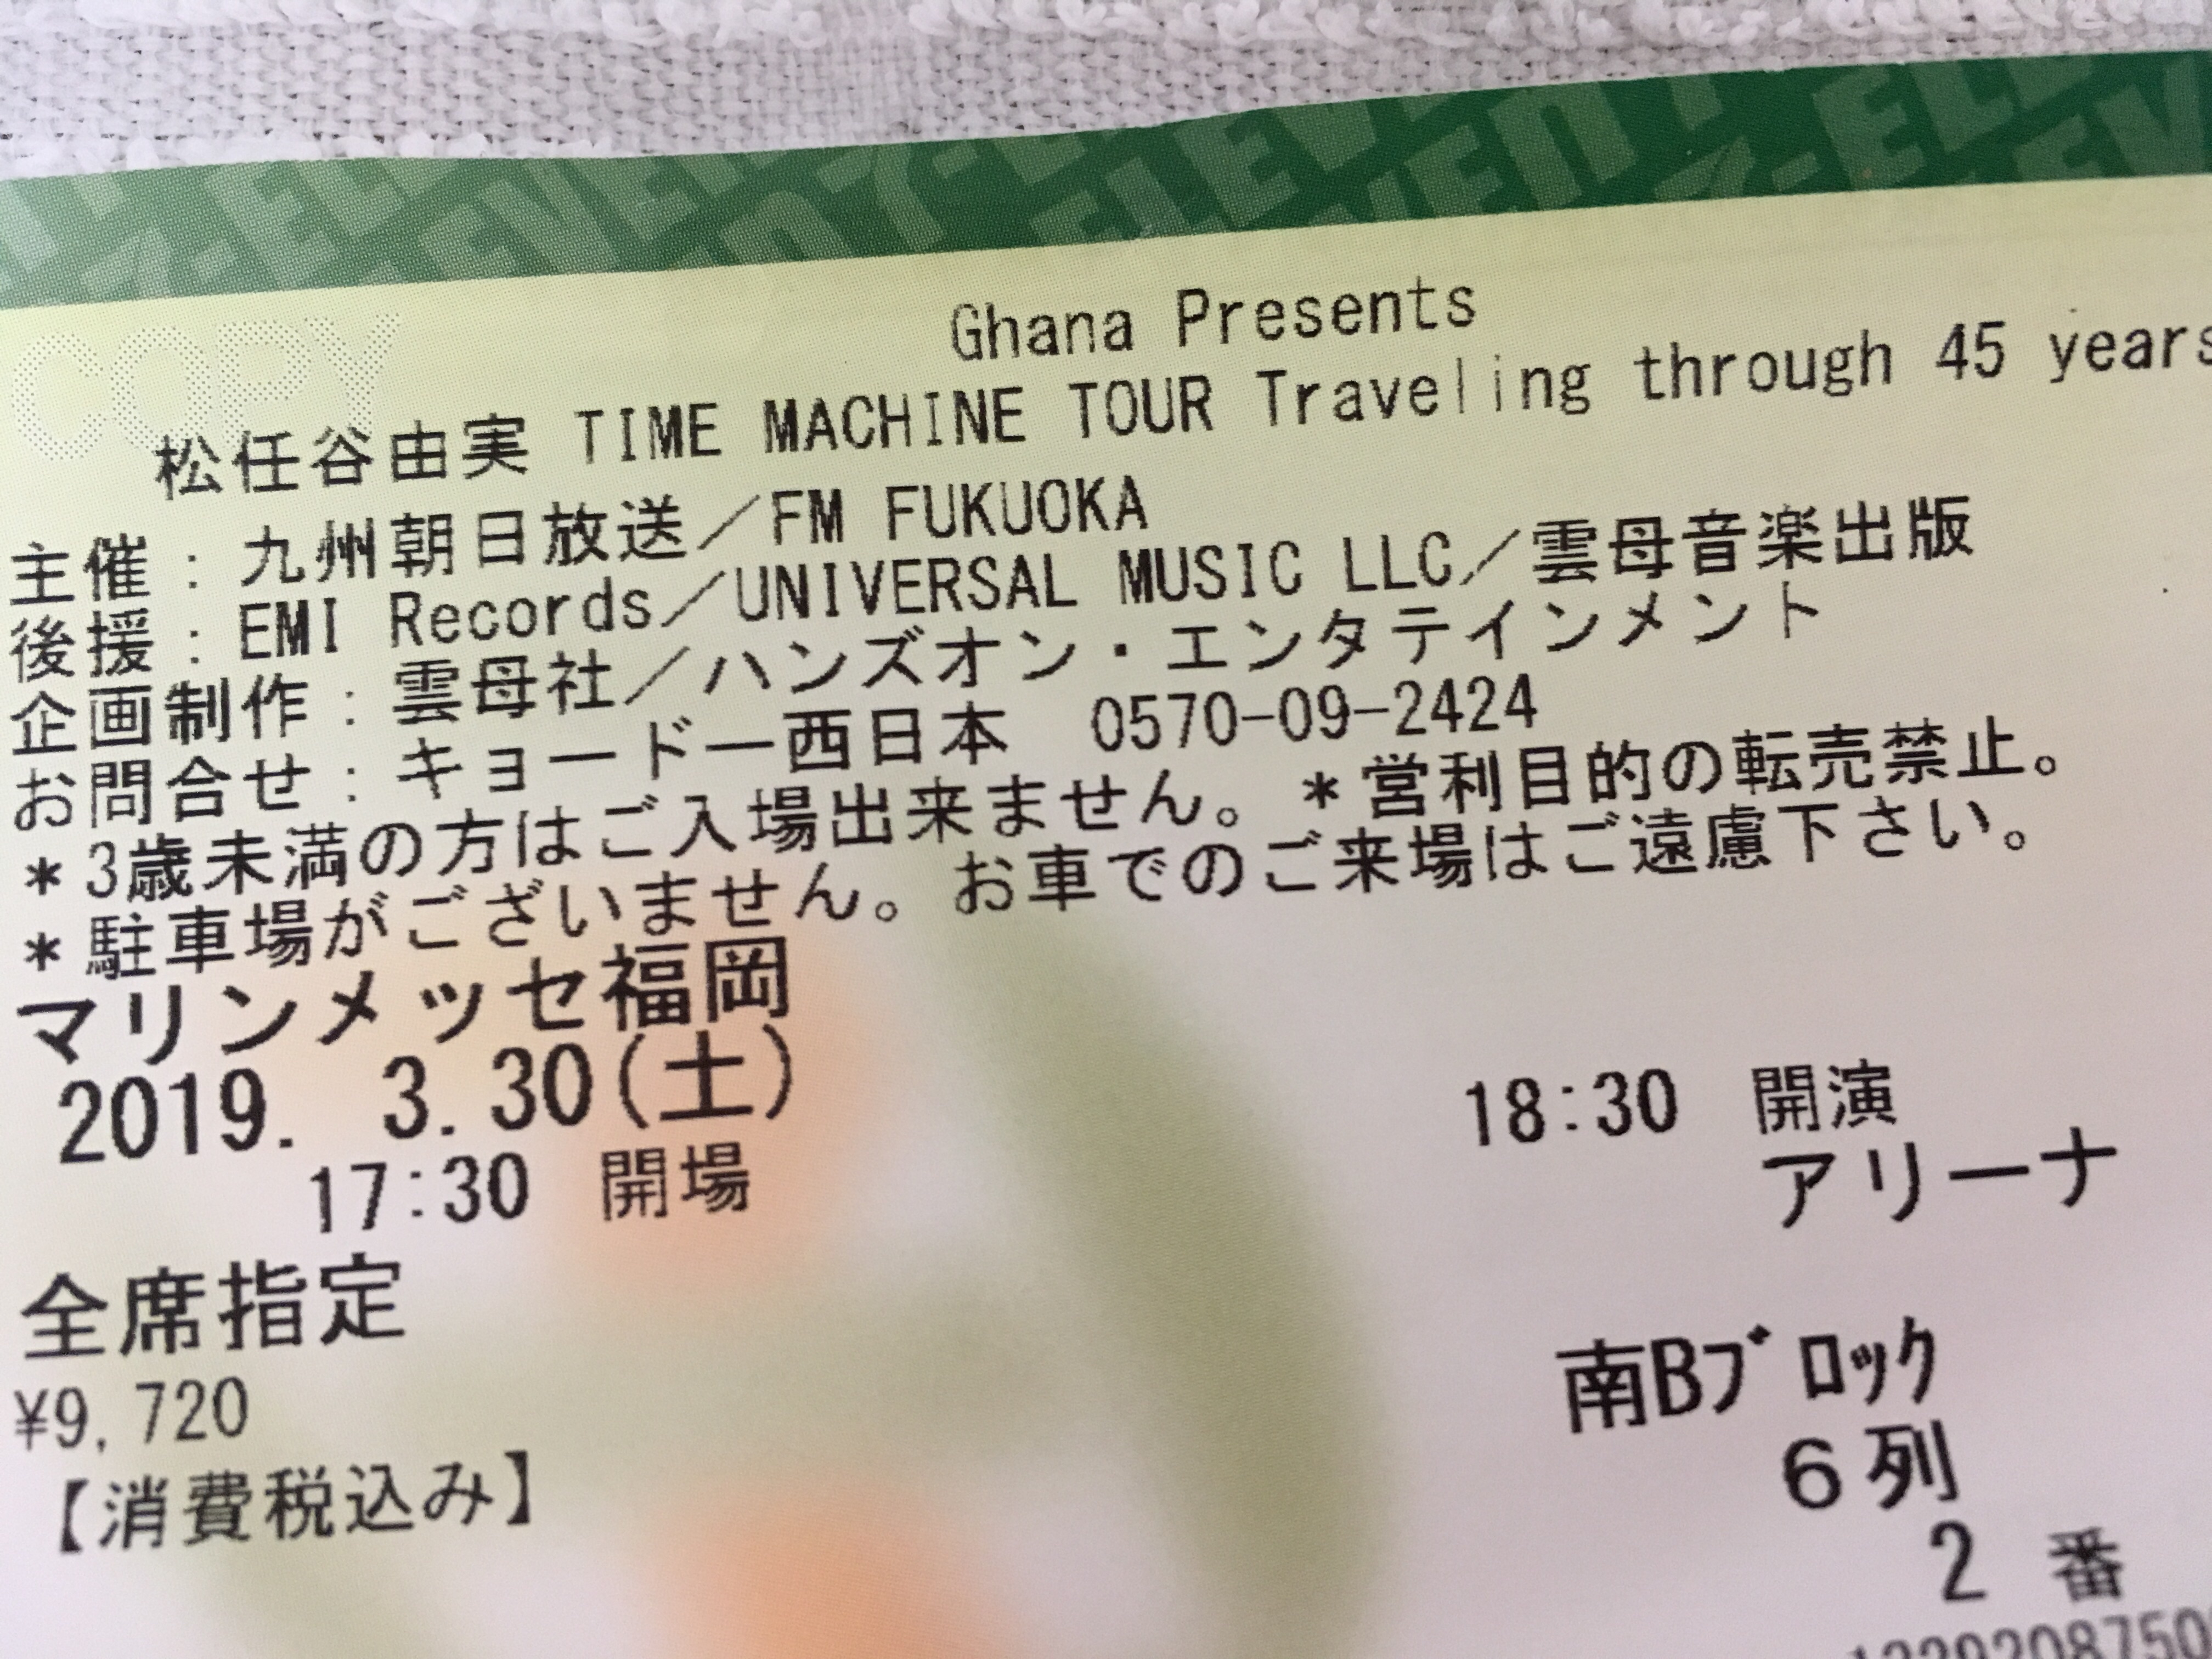 COPY
Ghana Presents
松任谷由実 TIME MACHINE TOUR Traveling through 45 years
主催：九州朝日放送／FM FUKUOKA
後援：EMI Records／UNIVERSAL MUSIC LLC／雲母音楽出版
企画制作：雲母社／ハンズオン・エンタテインメント
お問合せ：キョードー西日本　0570-09-2424
＊3歳未満の方はご入場出来ません。＊営利目的の転売禁止。
＊駐車場がございません。お車でのご来場はご遠慮下さい。
マリンメッセ福岡
2019. 3.30(土)
18:30 開演
17:30 開場
アリーナ
全席指定
南Bﾌﾞﾛｯｸ
¥9,720
6列
【消費税込み】
2 番